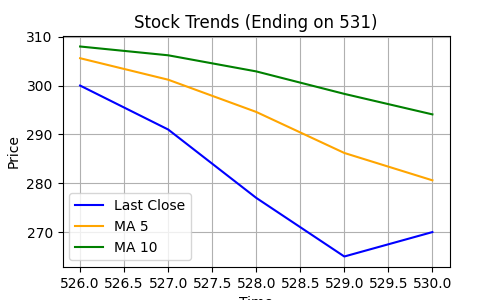 Stock Trends (Ending on 531)
310
300
290
280
270
Price
Last Close
MA 5
MA 10
526.0 526.5 527.0 527.5 528.0 528.5 529.0 529.5 530.0
Time